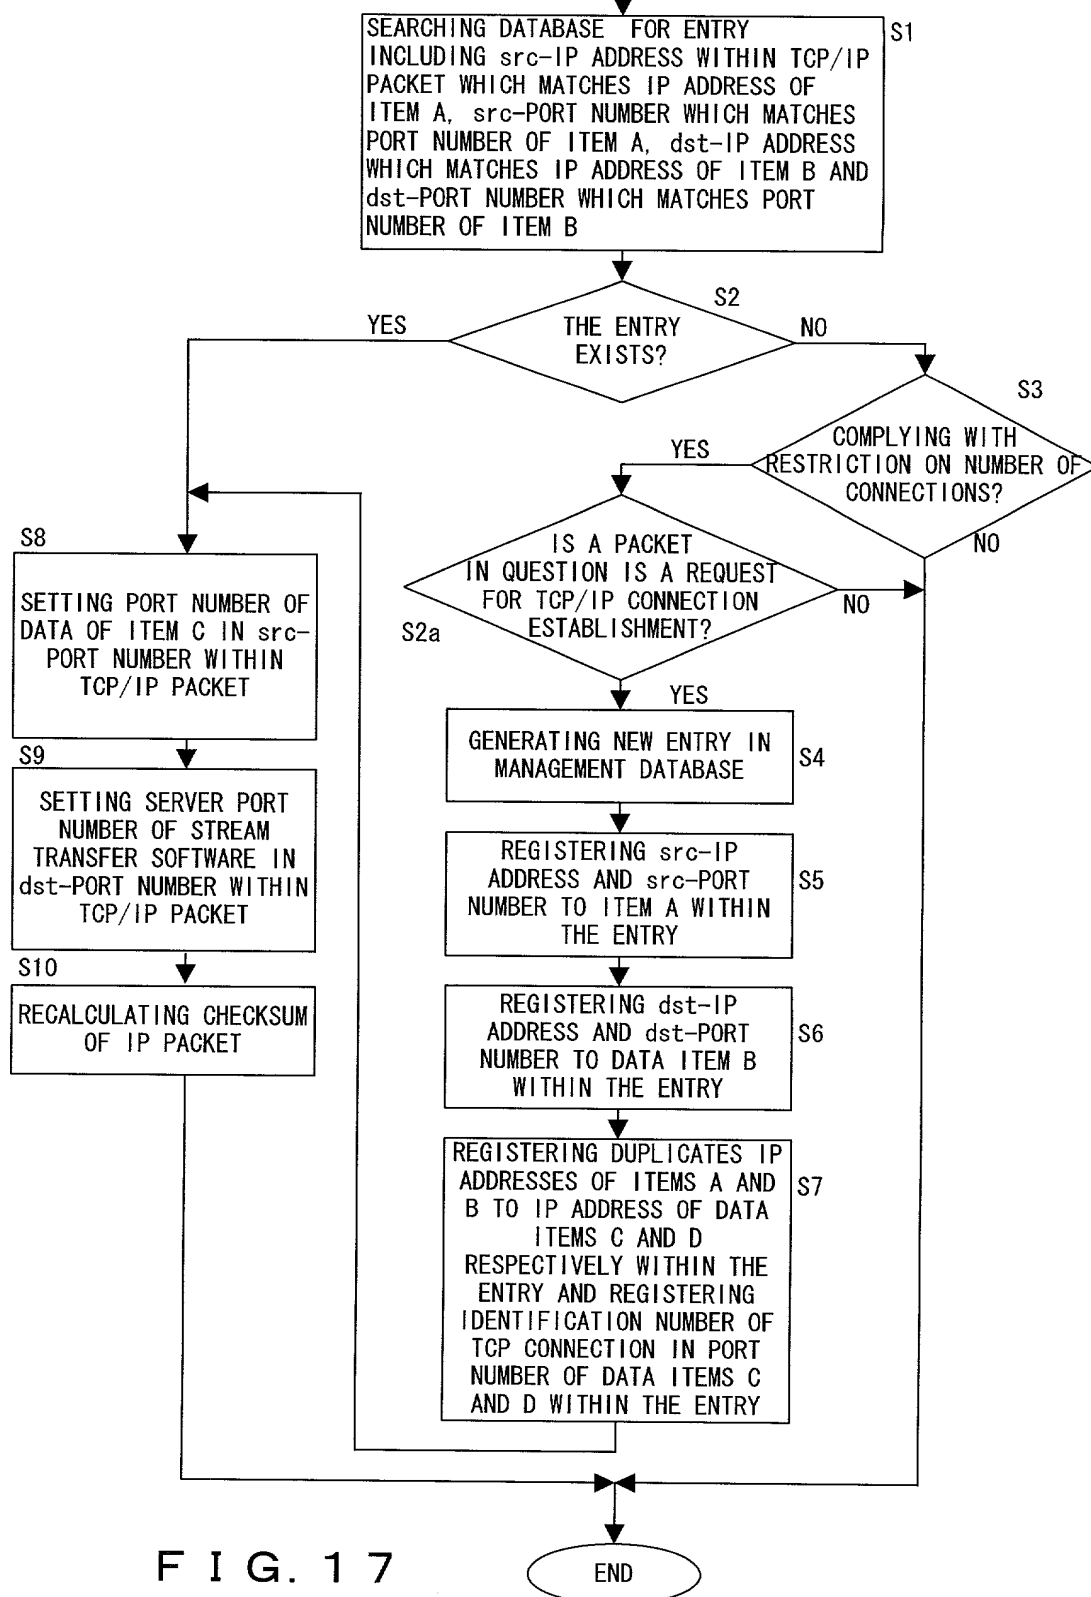 SEARCHING DATABASE FOR ENTRY
INCLUDING src-IP ADDRESS WITHIN TCP/IP
PACKET WHICH MATCHES IP ADDRESS OF
ITEM A, src-PORT NUMBER WHICH MATCHES
PORT NUMBER OF ITEM A, dst-IP ADDRESS
WHICH MATCHES IP ADDRESS OF ITEM B AND
dst-PORT NUMBER WHICH MATCHES PORT
NUMBER OF ITEM B
S1
S2
THE ENTRY
EXISTS?
YES
NO
S3
COMPLYING WITH
RESTRICTION ON NUMBER OF
CONNECTIONS?
YES
NO
IS A PACKET
IN QUESTION IS A REQUEST
FOR TCP/IP CONNECTION
ESTABLISHMENT?
S2a
NO
YES
S8
SETTING PORT NUMBER OF
DATA OF ITEM C IN src-
PORT NUMBER WITHIN
TCP/IP PACKET
S9
SETTING SERVER PORT
NUMBER OF STREAM
TRANSFER SOFTWARE IN
dst-PORT NUMBER WITHIN
TCP/IP PACKET
S10
RECALCULATING CHECKSUM
OF IP PACKET
GENERATING NEW ENTRY IN
MANAGEMENT DATABASE
S4
REGISTERING src-IP
ADDRESS AND src-PORT
NUMBER TO ITEM A WITHIN
THE ENTRY
S5
REGISTERING dst-IP
ADDRESS AND dst-PORT
NUMBER TO DATA ITEM B
WITHIN THE ENTRY
S6
REGISTERING DUPLICATES IP
ADDRESSES OF ITEMS A AND
B TO IP ADDRESS OF DATA
ITEMS C AND D
RESPECTIVELY WITHIN THE
ENTRY AND REGISTERING
IDENTIFICATION NUMBER OF
TCP CONNECTION IN PORT
NUMBER OF DATA ITEMS C
AND D WITHIN THE ENTRY
S7
END
FIG. 17